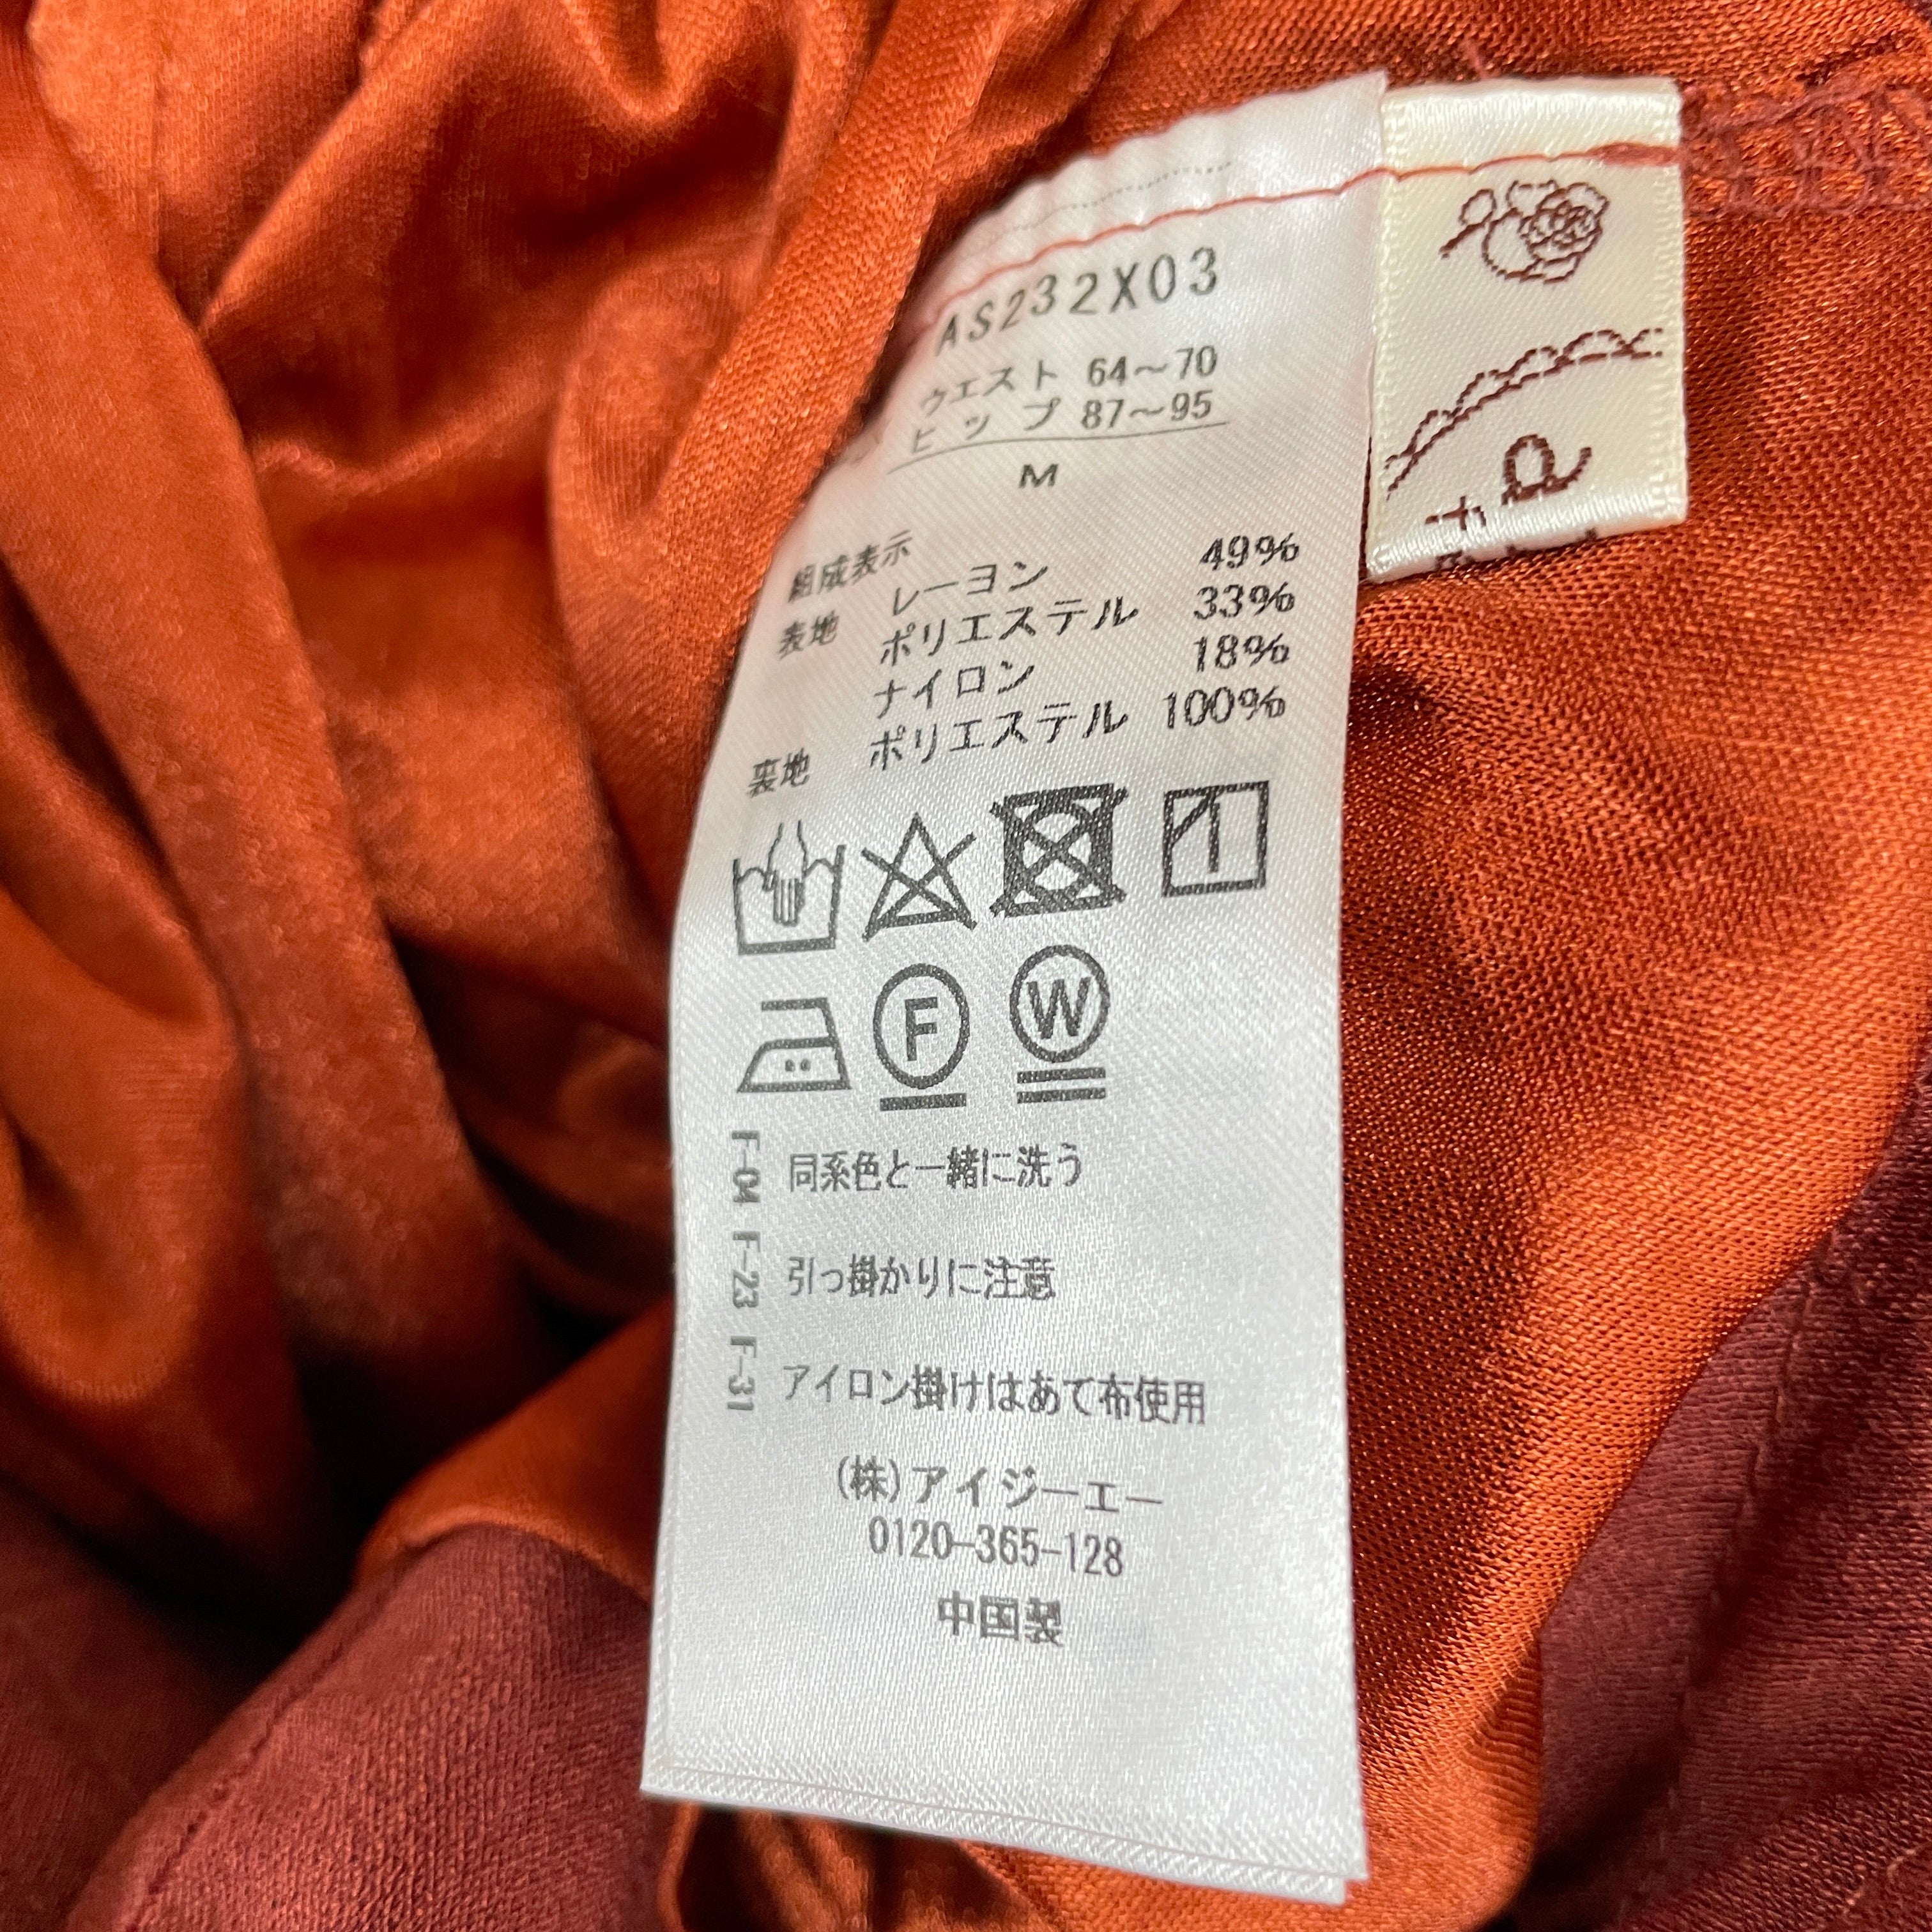 AS232X03
ウエスト 64～70
ヒップ 87～95
M
組成表示
表地 レーヨン 49%
ポリエステル 33%
ナイロン 18%
裏地 ポリエステル 100%
F
W
F-04 F-23 F-31
同系色と一緒に洗う
引っ掛かりに注意
アイロン掛けはあて布使用
(株)アイジーエー
0120-365-128
中国製